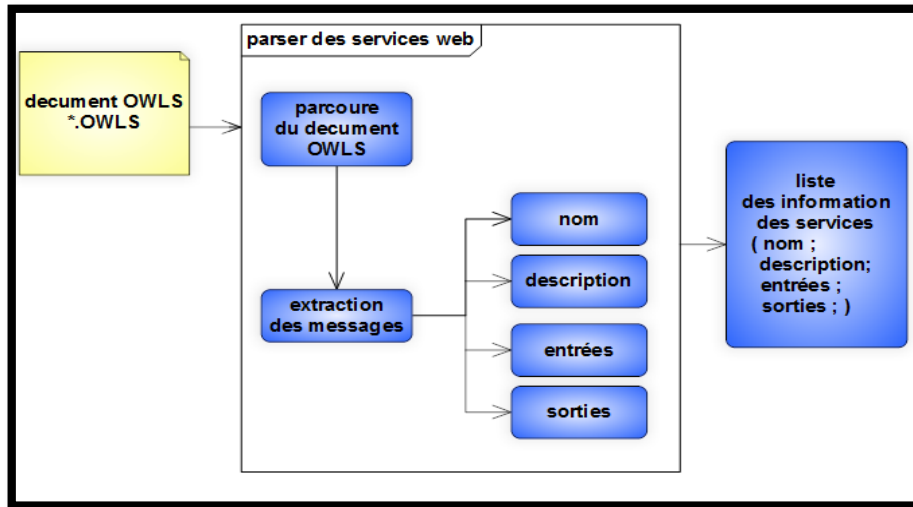 parser des services web
decument OWLS
*.OWLS
parcoure
du decument
OWLS
extraction
des messages
nom
description
entrées
sorties
liste
des information
des services
( nom ;
description;
entrées ;
sorties ; )